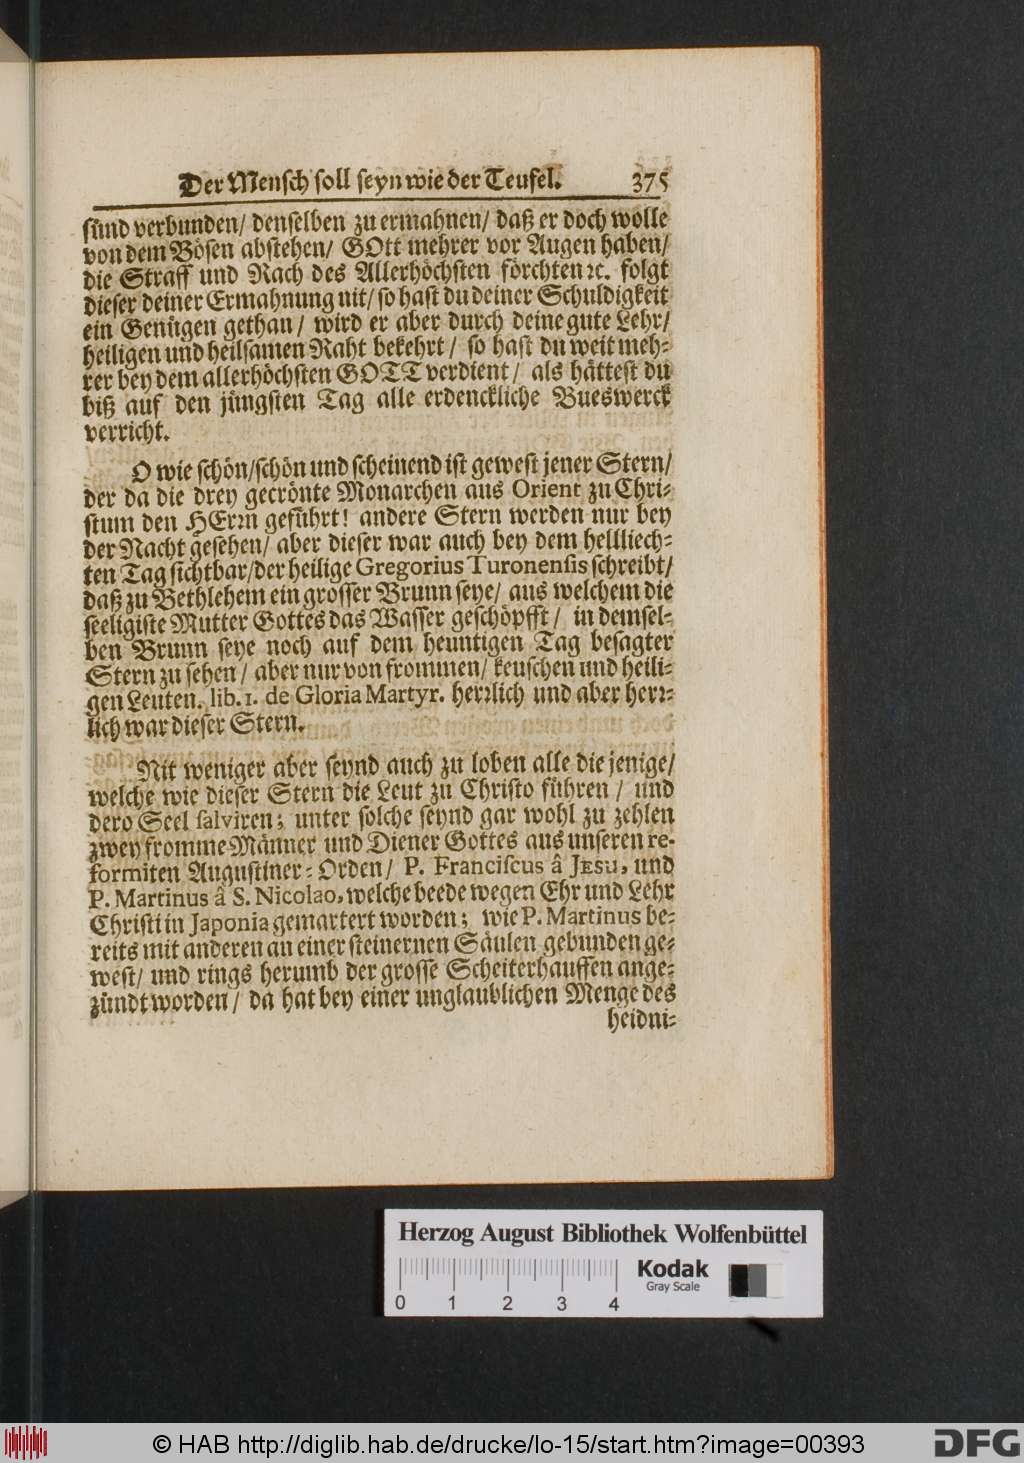 Der Mensch soll seyn wie der Teufel. 375
sünd verbunden/ denselben zu ermahnen/ daß er doch wolle
von dem Bösen abstehen/ GOtt mehrer vor Augen haben/
die Straff und Rach des Allerhöchsten förchten ꝛc. folgt
dieser deiner Ermahnung nit/ so hast du deiner Schuldigkeit
ein Genügen gethan/ wird er aber durch deine gute Lehr/
heiligen und heilsamen Raht bekehrt/ so hast du weit meh-
rer bey dem allerhöchsten GOTT verdient/ als hättest du
biß auf den jüngsten Tag alle erdenckliche Bueswerck
verricht.
O wie schön/schön und scheinend ist gewest jener Stern/
der da die drey gecrönte Monarchen aus Orient zu Chri-
stum den HErꝛn geführt! andere Stern werden nur bey
der Nacht gesehen/ aber dieser war auch bey dem hellliech-
ten Tag sichtbar/der heilige Gregorius Turonensis schreibt/
daß zu Bethlehem ein grosser Brunn seye/ aus welchem die
seeligiste Mutter Gottes das Wasser geschöpfft/ in demsel-
ben Brunn seye noch auf dem heuntigen Tag besagter
Stern zu sehen/ aber nur von frommen/ keuschen und heili-
gen Leuten. lib. 1. de Gloria Martyr. herꝛlich und aber herꝛ-
lich war dieser Stern.
Nit weniger aber seynd auch zu loben alle die jenige/
welche wie dieser Stern die Leut zu Christo führen/ und
dero Seel salviren; unter solche seynd gar wohl zu zehlen
zwey fromme Männer und Diener Gottes aus unseren re-
formiten Augustiner-Orden/ P. Franciscus â JEsu, und
P. Martinus â S. Nicolao, welche beede wegen Ehr und Lehr
Christi in Japonia gemartert worden; wie P. Martinus be-
reits mit anderen an einer steinernen Säulen gebunden ge-
west/ und rings herumb der grosse Scheiterhauffen ange-
zündt worden/ da hat bey einer unglaublichen Menge des
heidni-
Herzog August Bibliothek Wolfenbüttel
Kodak
Gray Scale
0 1 2 3 4
© HAB http://diglib.hab.de/drucke/lo-15/start.htm?image=00393
DFG